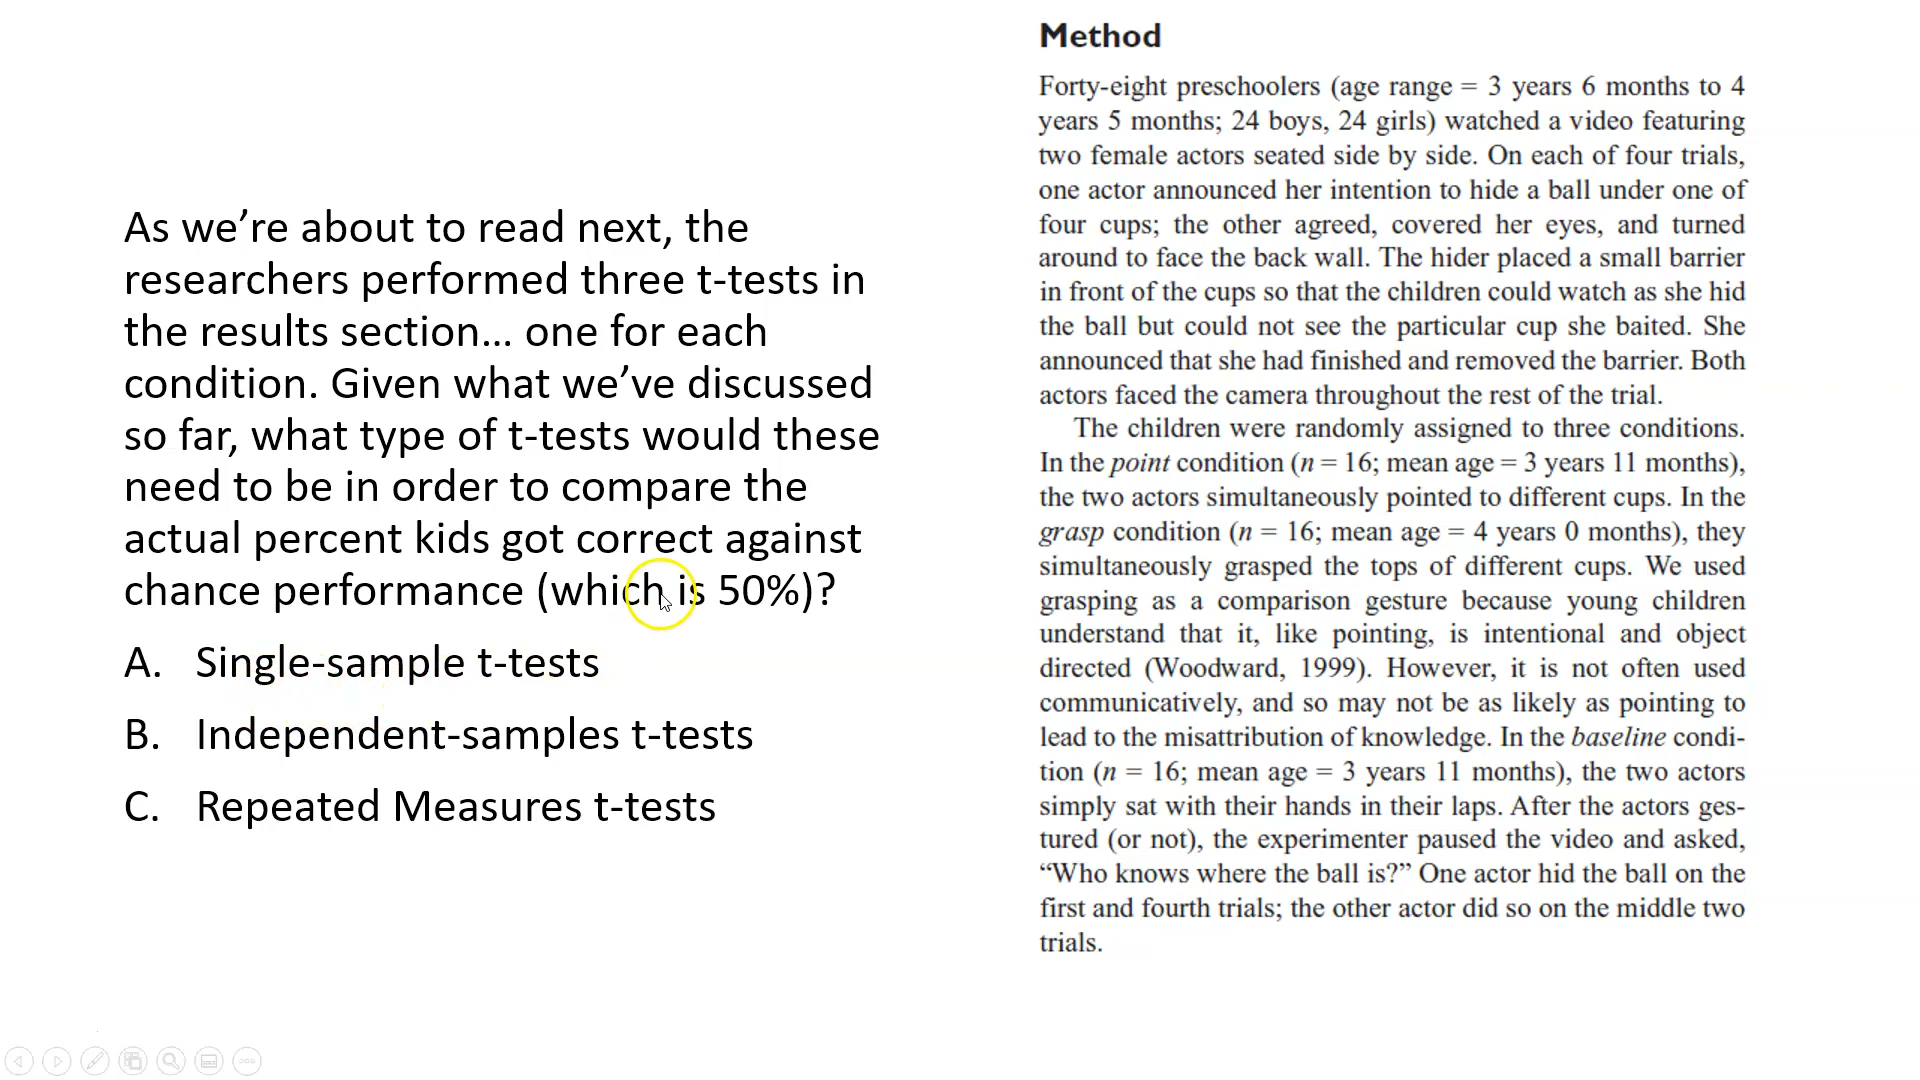 As we’re about to read next, the
researchers performed three t-tests in
the results section… one for each
condition. Given what we’ve discussed
so far, what type of t-tests would these
need to be in order to compare the
actual percent kids got correct against
chance performance (which is 50%)?
A. Single-sample t-tests
B. Independent-samples t-tests
C. Repeated Measures t-tests
Method
Forty-eight preschoolers (age range = 3 years 6 months to 4
years 5 months; 24 boys, 24 girls) watched a video featuring
two female actors seated side by side. On each of four trials,
one actor announced her intention to hide a ball under one of
four cups; the other agreed, covered her eyes, and turned
around to face the back wall. The hider placed a small barrier
in front of the cups so that the children could watch as she hid
the ball but could not see the particular cup she baited. She
announced that she had finished and removed the barrier. Both
actors faced the camera throughout the rest of the trial.
The children were randomly assigned to three conditions.
In the point condition (n = 16; mean age = 3 years 11 months),
the two actors simultaneously pointed to different cups. In the
grasp condition (n = 16; mean age = 4 years 0 months), they
simultaneously grasped the tops of different cups. We used
grasping as a comparison gesture because young children
understand that it, like pointing, is intentional and object
directed (Woodward, 1999). However, it is not often used
communicatively, and so may not be as likely as pointing to
lead to the misattribution of knowledge. In the baseline condi-
tion (n = 16; mean age = 3 years 11 months), the two actors
simply sat with their hands in their laps. After the actors ges-
tured (or not), the experimenter paused the video and asked,
“Who knows where the ball is?” One actor hid the ball on the
first and fourth trials; the other actor did so on the middle two
trials.